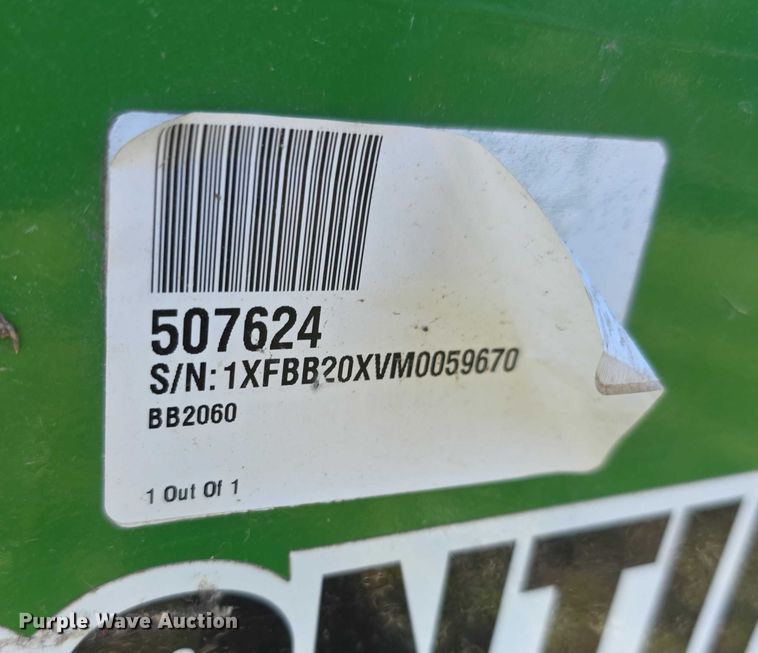 507624
S/N: 1XFBB20XVM0059670
BB2060
1 Out Of 1
Purple Wave Auction